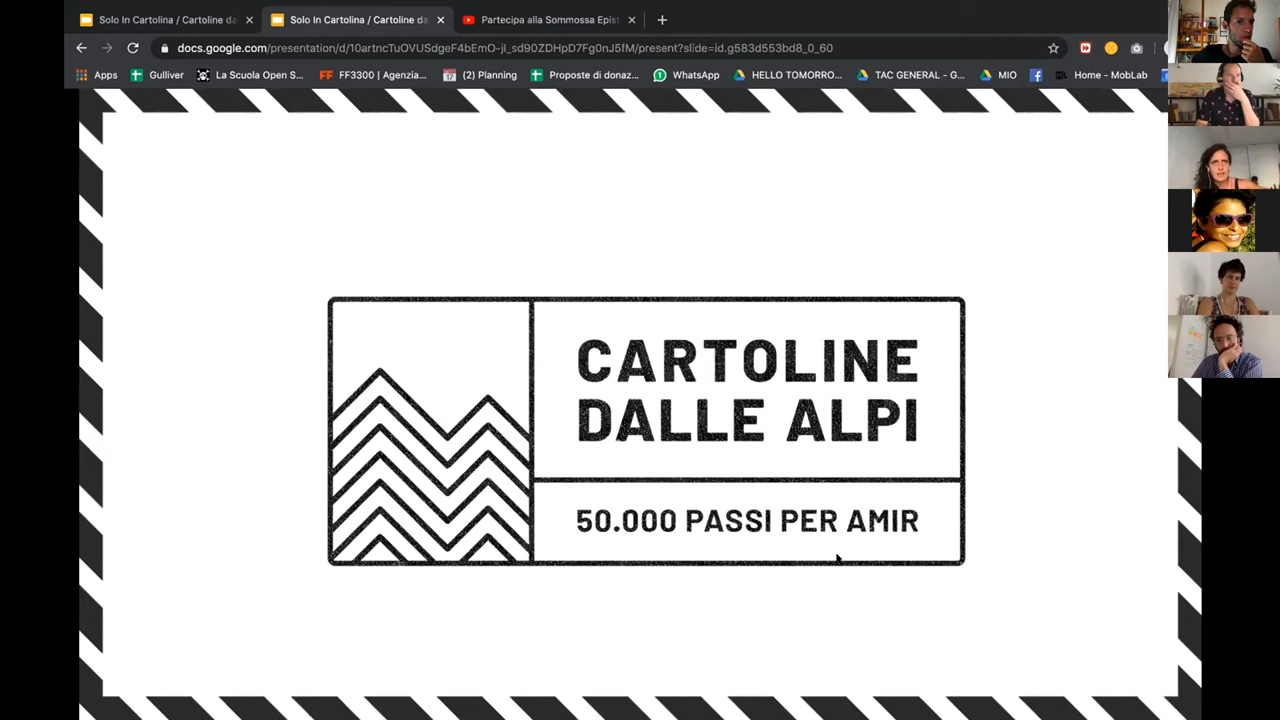 Solo In Cartolina / Cartoline da
Solo In Cartolina / Cartoline da
Partecipa alla Sommossa Epist
docs.google.com/presentation/d/10artncTuOVUSdgeF4bEmO-jl_sd90ZDHpD7Fg0nJ5fM/present?slide=id.g583d553bd8_0_60
Apps Gulliver La Scuola Open S... FF3300 | Agenzia... (2) Planning Proposte di donaz... WhatsApp HELLO TOMORRO... TAC GENERAL - G... MIO Home - MobLab
CARTOLINE
DALLE ALPI
50.000 PASSI PER AMIR